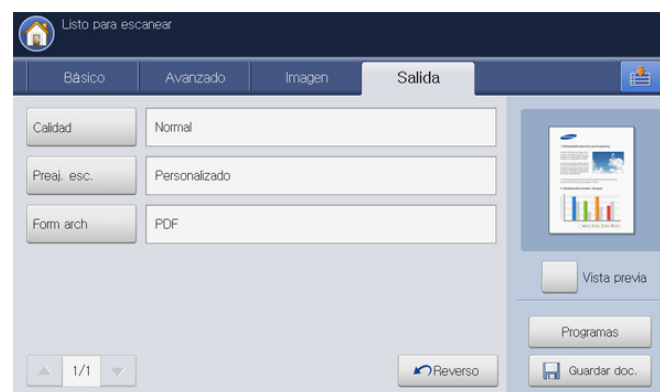 Listo para escanear
Básico
Avanzado
Imagen
Salida
Calidad
Normal
Preaj. esc.
Personalizado
Form arch
PDF
Vista previa
Programas
1/1
Reverso
Guardar doc.